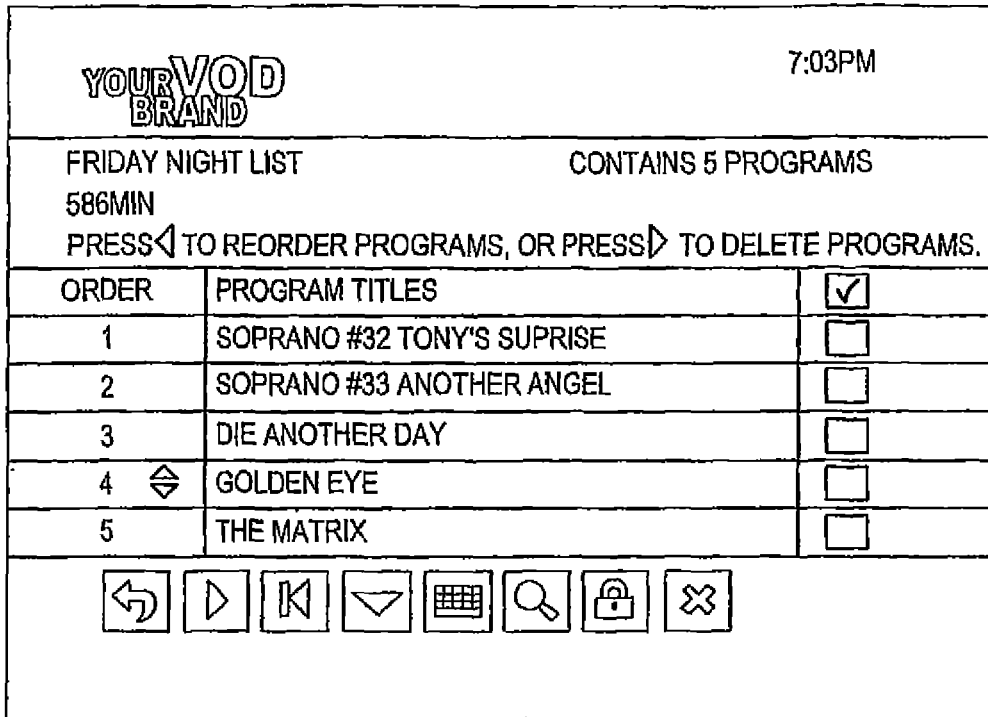 YOUR VOD
BRAND
7:03PM
FRIDAY NIGHT LIST CONTAINS 5 PROGRAMS
586MIN
PRESS◁ TO REORDER PROGRAMS, OR PRESS▷ TO DELETE PROGRAMS.
ORDER PROGRAM TITLES ✓
1 SOPRANO #32 TONY'S SUPRISE
2 SOPRANO #33 ANOTHER ANGEL
3 DIE ANOTHER DAY
4 GOLDEN EYE
5 THE MATRIX